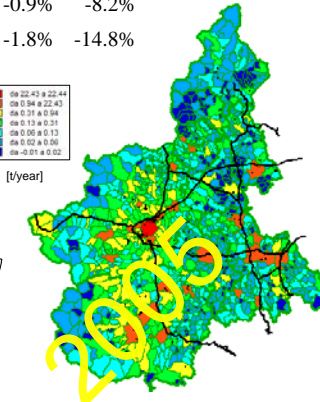 -0.9% -8.2%
-1.8% -14.8%
da 22.43 a 22.44
da 0.94 a 22.43
da 0.31 a 0.94
da 0.13 a 0.31
da 0.06 a 0.13
da 0.02 a 0.06
da -0.01 a 0.02
[t/year]
2005